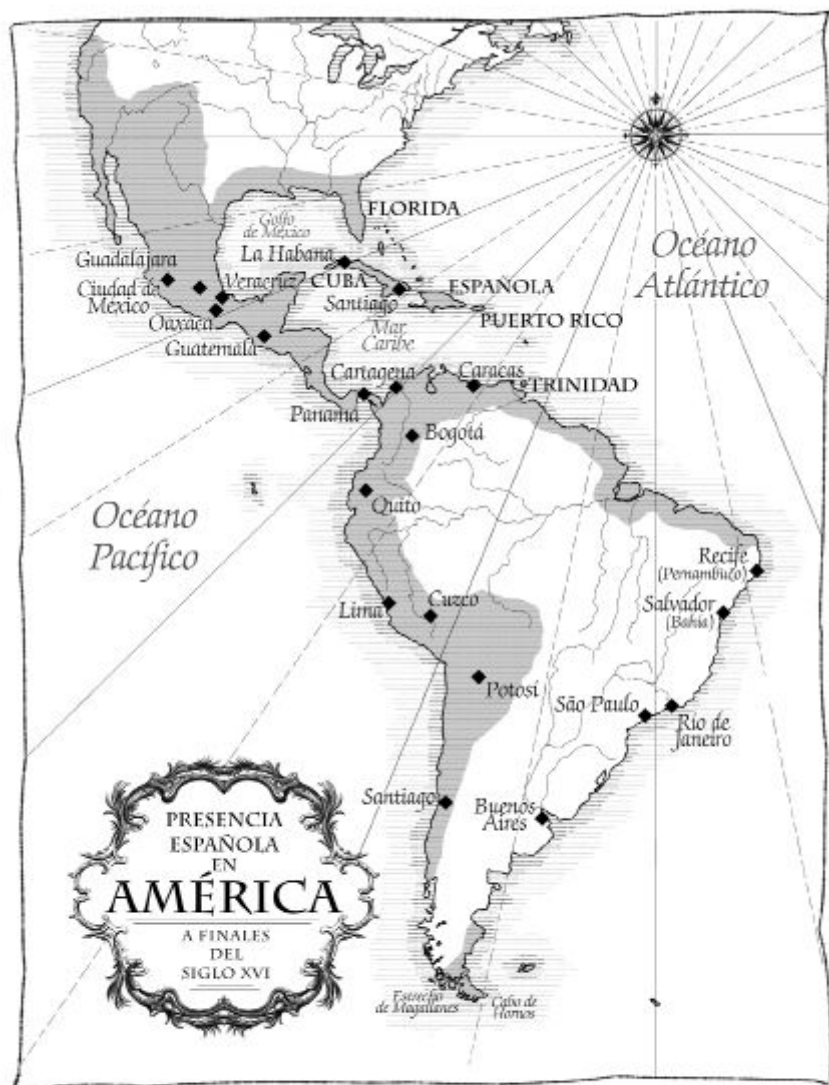 FLORIDA
Golfo
de México
La Habana
Océano
Atlántico
Guadalajara
Ciudad de
México
Veracruz
CUBA
Santiago
ESPAÑOLA
PUERTO RICO
Oaxaca
Guatemala
Mar
Caribe
Cartagena
Caracas
TRINIDAD
Panamá
Bogotá
Océano
Pacífico
Quito
Recife
(Pernambuco)
Lima
Cuzco
Salvador
(Bahía)
Potosí
São Paulo
Río de
Janeiro
Santiago
Buenos
Aires
PRESENCIA
ESPAÑOLA
EN
AMÉRICA
A FINALES
DEL
SIGLO XVI
Estrecho
de Magallanes
Cabo de
Hornos